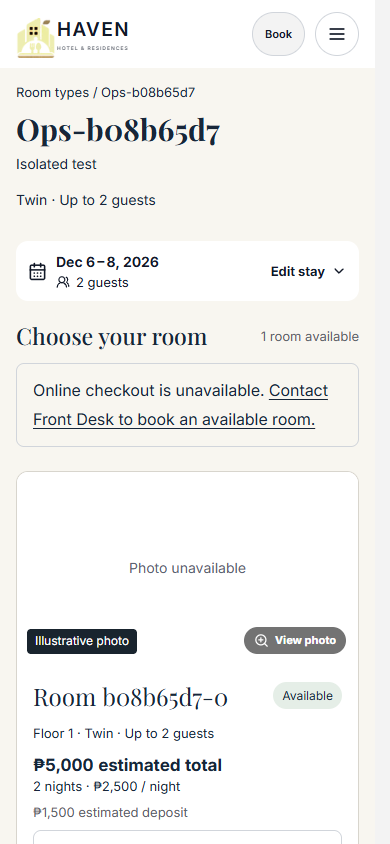 HAVEN
HOTEL & RESIDENCES
Book
Room types / Ops-b08b65d7
Ops-b08b65d7
Isolated test
Twin · Up to 2 guests
Dec 6–8, 2026
2 guests
Edit stay
Choose your room
1 room available
Online checkout is unavailable. Contact
Front Desk to book an available room.
Photo unavailable
Illustrative photo
View photo
Room b08b65d7-0
Available
Floor 1 · Twin · Up to 2 guests
₱5,000 estimated total
2 nights · ₱2,500 / night
₱1,500 estimated deposit